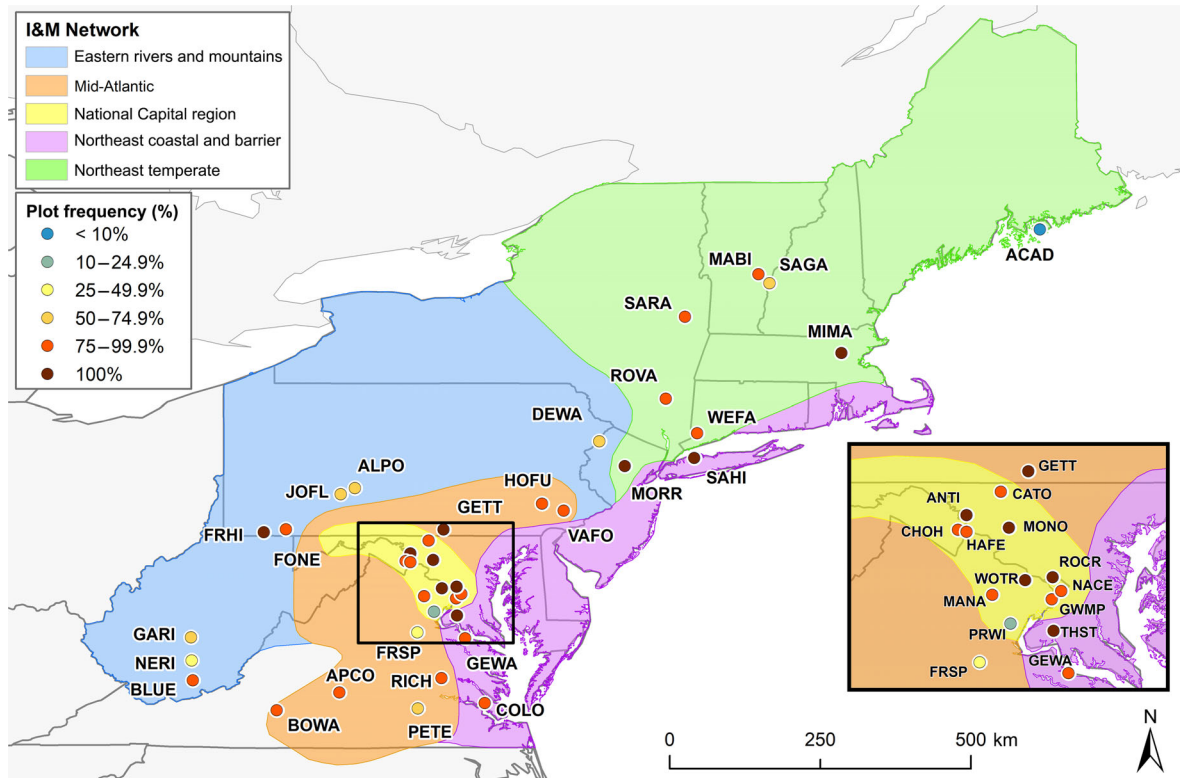 I&M Network
Eastern rivers and mountains
Mid-Atlantic
National Capital region
Northeast coastal and barrier
Northeast temperate
Plot frequency (%)
< 10%
10–24.9%
25–49.9%
50–74.9%
75–99.9%
100%
ACAD
MABI
SAGA
SARA
MIMA
ROVA
WEFA
DEWA
SAHI
MORR
ALPO
JOFL
HOFU
GETT
VAFO
FRHI
FONE
GARI
NERI
BLUE
FRSP
GEWA
APCO
RICH
BOWA
PETE
COLO
GETT
ANTI
CATO
CHOH
MONO
HAFE
ROCR
WOTR
NACE
MANA
GWMP
PRWI
THST
FRSP
GEWA
N
0 250 500 km